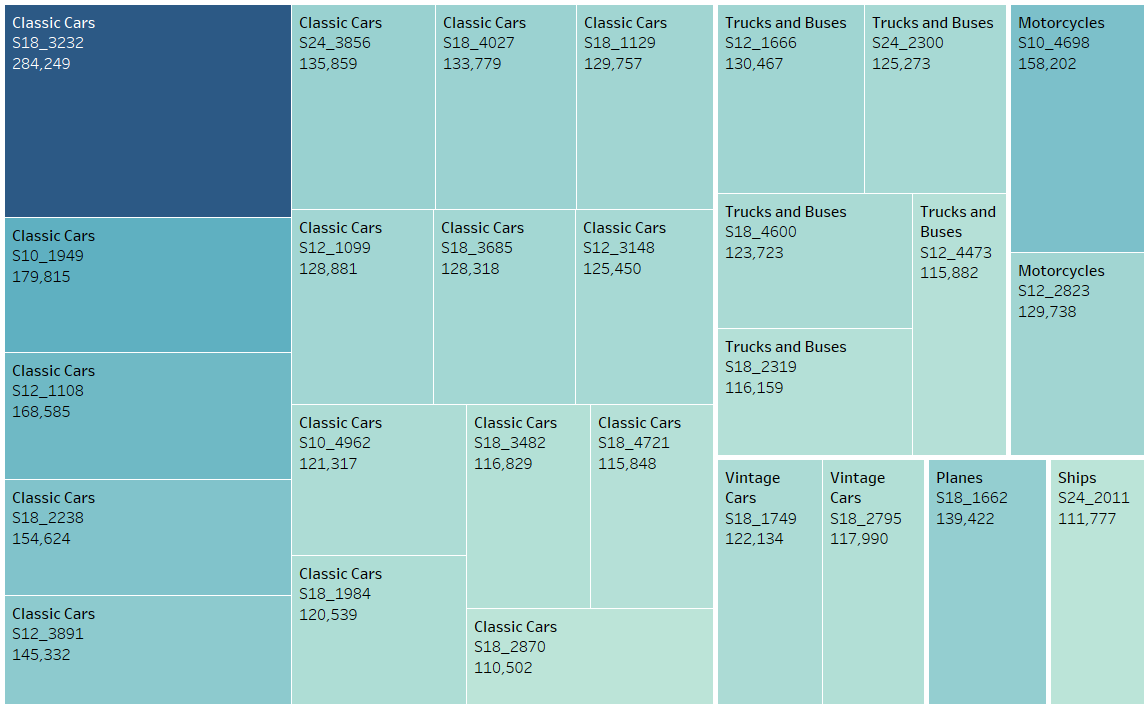 Classic Cars
S18_3232
284,249
Classic Cars
S10_1949
179,815
Classic Cars
S12_1108
168,585
Classic Cars
S18_2238
154,624
Classic Cars
S12_3891
145,332
Classic Cars
S24_3856
135,859
Classic Cars
S18_4027
133,779
Classic Cars
S18_1129
129,757
Classic Cars
S12_1099
128,881
Classic Cars
S18_3685
128,318
Classic Cars
S12_3148
125,450
Classic Cars
S10_4962
121,317
Classic Cars
S18_1984
120,539
Classic Cars
S18_3482
116,829
Classic Cars
S18_4721
115,848
Classic Cars
S18_2870
110,502
Trucks and Buses
S12_1666
130,467
Trucks and Buses
S24_2300
125,273
Trucks and Buses
S18_4600
123,723
Trucks and Buses
S18_2319
116,159
Trucks and
Buses
S12_4473
115,882
Motorcycles
S10_4698
158,202
Motorcycles
S12_2823
129,738
Vintage
Cars
S18_1749
122,134
Vintage
Cars
S18_2795
117,990
Planes
S18_1662
139,422
Ships
S24_2011
111,777